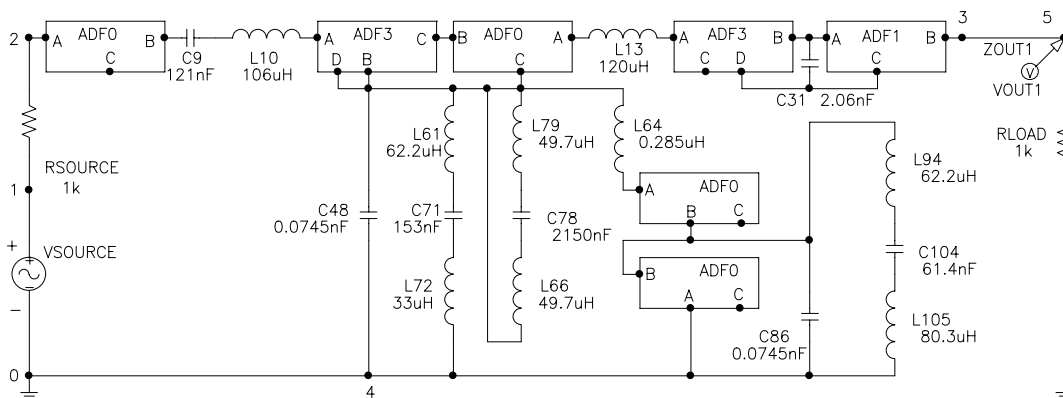 3 5
2 A ADF0 B A ADF3 C B ADF0 A A ADF3 B A ADF1 B
C C9 121nF L10 106uH D B C L13 120uH C D C ZOUT1
V
VOUT1
C31 2.06nF
L61 62.2uH
L79 49.7uH
L64 0.285uH
RLOAD
1k
L94
62.2uH
RSOURCE
1k
1
A ADF0
B C
C48
0.0745nF
C71
153nF
C78
2150nF
+
VSOURCE
–
B ADF0
A C
C104
61.4nF
L72
33uH
L66
49.7uH
L105
80.3uH
C86
0.0745nF
0
4